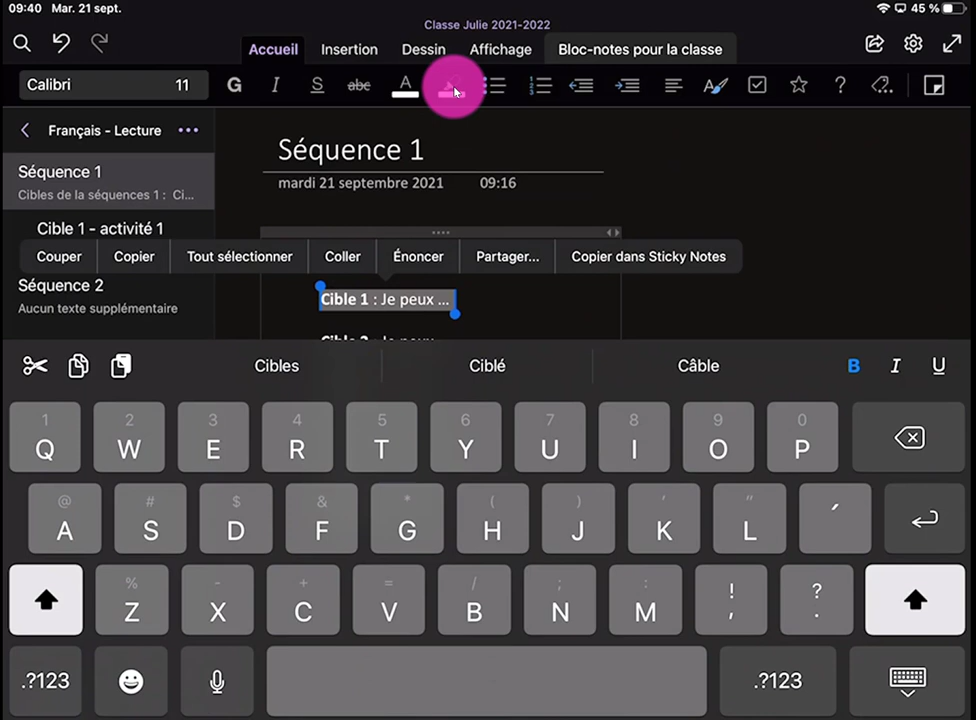 09:40 Mar. 21 sept. 45 %
Classe Julie 2021-2022
Accueil Insertion Dessin Affichage Bloc-notes pour la classe
Calibri 11 G I S abc A ?
Français - Lecture
Séquence 1
Séquence 1
Cibles de la séquences 1 : Ci...
mardi 21 septembre 2021 09:16
Cible 1 - activité 1
Couper Copier Tout sélectionner Coller Énoncer Partager... Copier dans Sticky Notes
Séquence 2
Aucun texte supplémentaire
Cible 1 : Je peux ...
Cibles Ciblé Câble B I U
1 2 3 4 5 6 7 8 9 0
Q W E R T Y U I O P
@ # $ & * ( ) ' "
A S D F G H J K L ´
% - + = / ; : ! ?
Z X C V B N M , .
.?123 .?123